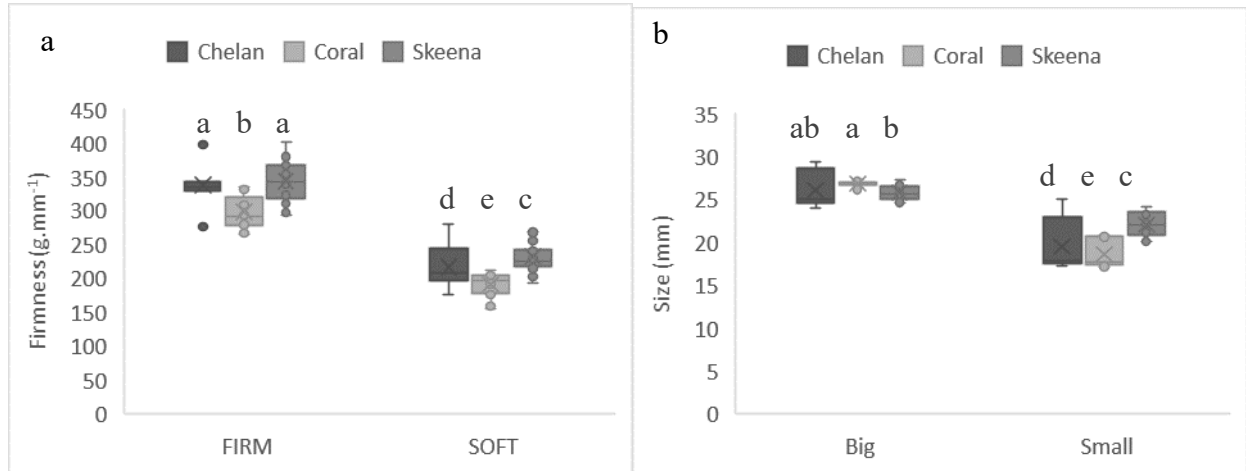 a
Chelan Coral Skeena
Firmness (g.mm⁻¹)
450
400
350
300
250
200
150
100
50
0
a b a
d e c
FIRM SOFT
b
Chelan Coral Skeena
Size (mm)
35
30
25
20
15
10
5
0
ab a b
d e c
Big Small